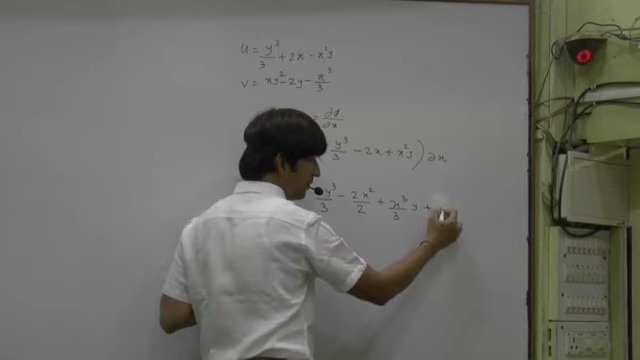 u = y³/3 + 2x - x²y
v = xy² - 2y - x³/3
= ∂φ/∂x
y³/3 - 2x + x²y) ∂x
y³/3 - 2x²/2 + x³/3 y +